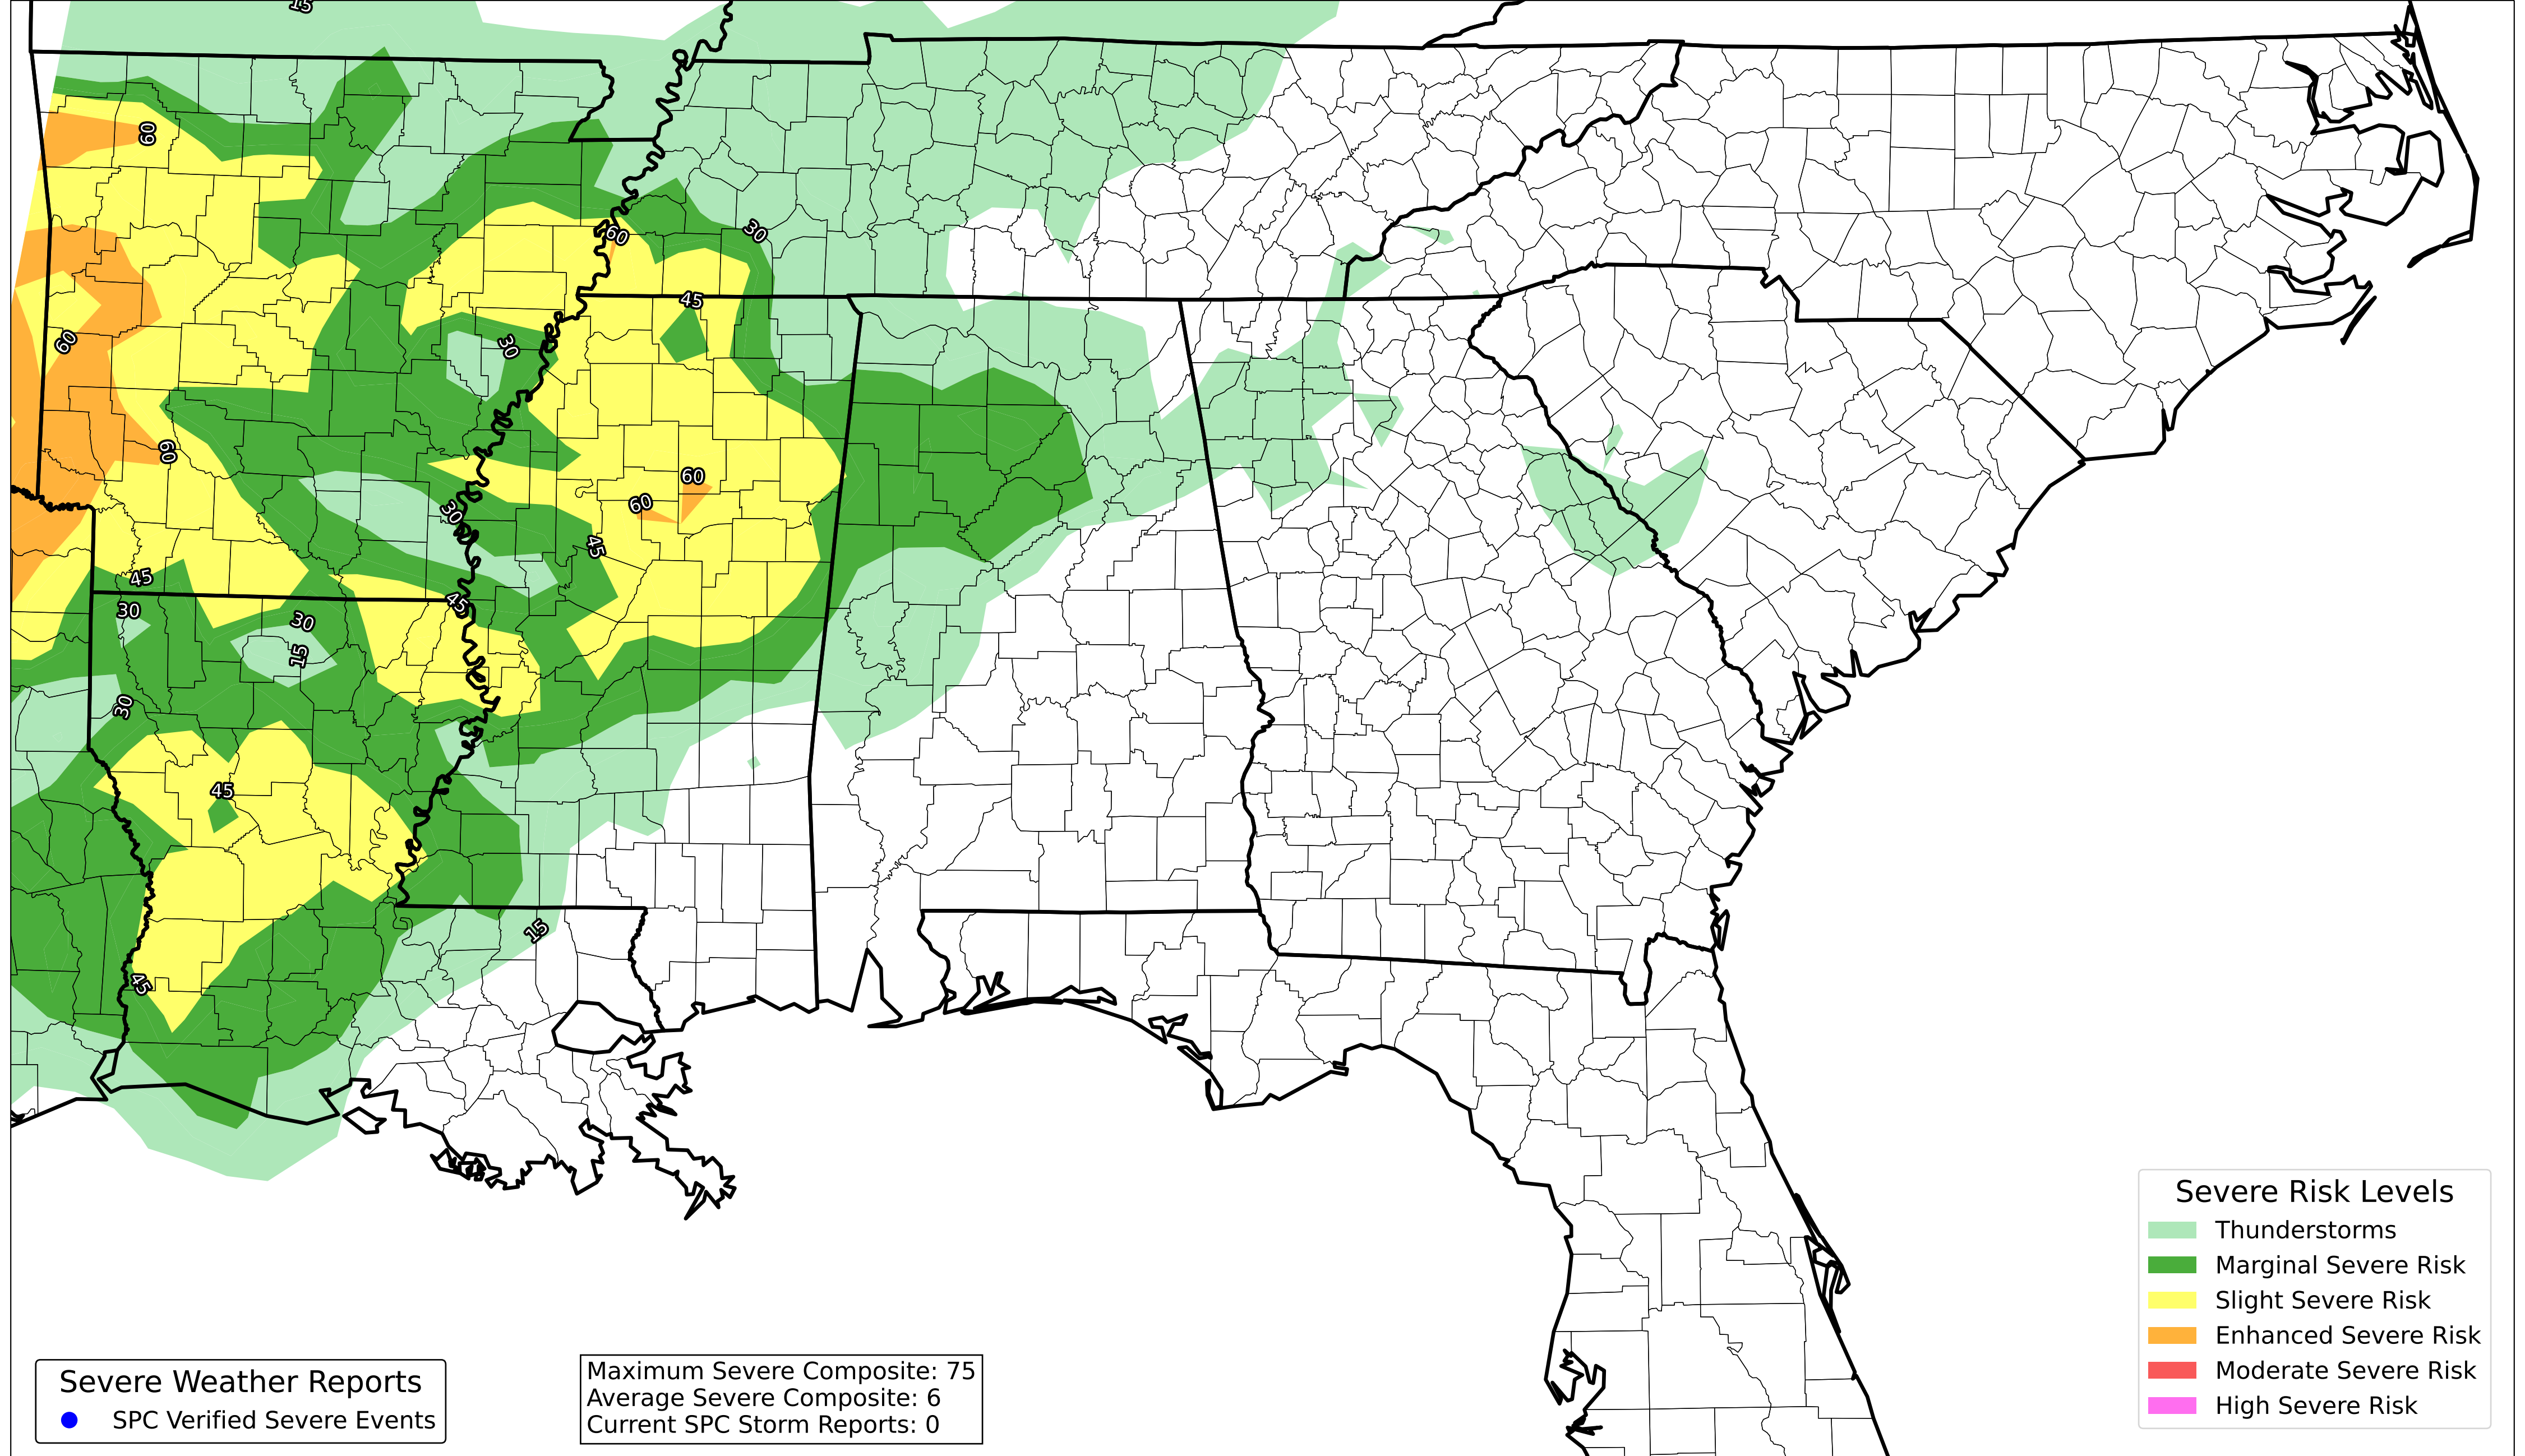 15
60
30
60
45
60
30
60
60
60
30
45
45
45
30
30
15
30
45
15
45
Severe Risk Levels
Thunderstorms
Marginal Severe Risk
Slight Severe Risk
Enhanced Severe Risk
Moderate Severe Risk
High Severe Risk
Severe Weather Reports
SPC Verified Severe Events
Maximum Severe Composite: 75
Average Severe Composite: 6
Current SPC Storm Reports: 0